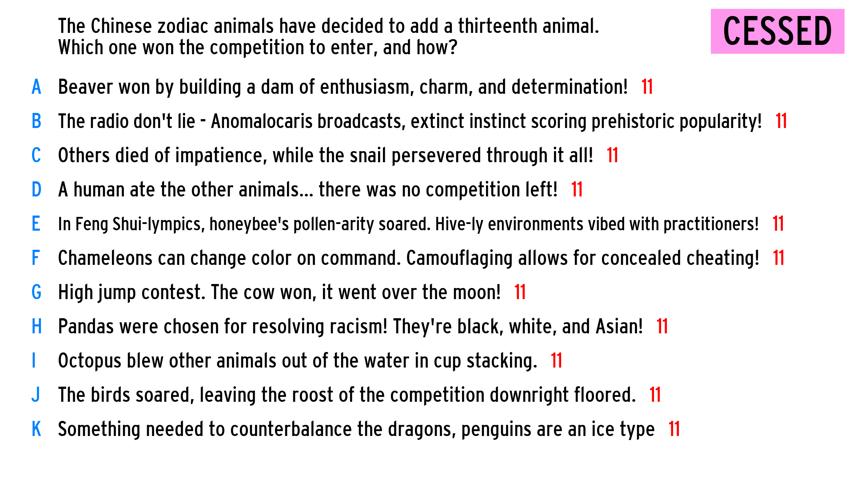 The Chinese zodiac animals have decided to add a thirteenth animal.
Which one won the competition to enter, and how?
CESSED
A Beaver won by building a dam of enthusiasm, charm, and determination! 11
B The radio don't lie - Anomalocaris broadcasts, extinct instinct scoring prehistoric popularity! 11
C Others died of impatience, while the snail persevered through it all! 11
D A human ate the other animals... there was no competition left! 11
E In Feng Shui-lympics, honeybee's pollen-arity soared. Hive-ly environments vibed with practitioners! 11
F Chameleons can change color on command. Camouflaging allows for concealed cheating! 11
G High jump contest. The cow won, it went over the moon! 11
H Pandas were chosen for resolving racism! They're black, white, and Asian! 11
I Octopus blew other animals out of the water in cup stacking. 11
J The birds soared, leaving the roost of the competition downright floored. 11
K Something needed to counterbalance the dragons, penguins are an ice type 11